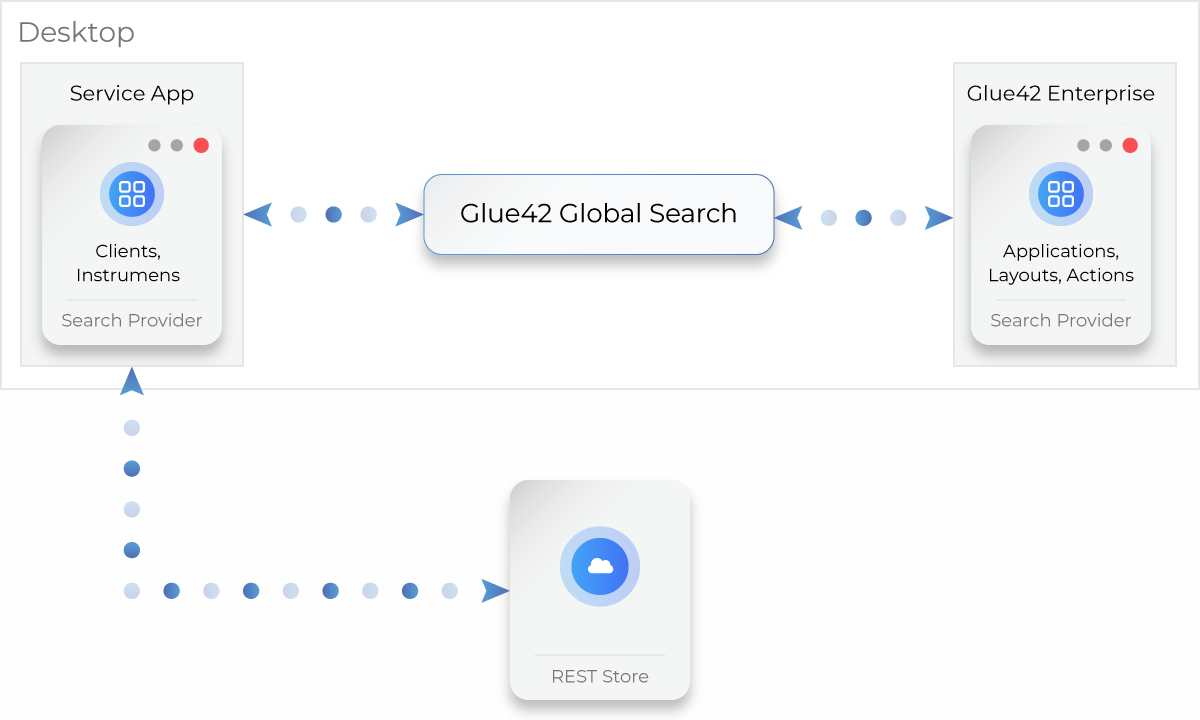 Desktop
Service App
Clients,
Instrumens
Search Provider
Glue42 Global Search
Glue42 Enterprise
Applications,
Layouts, Actions
Search Provider
REST Store